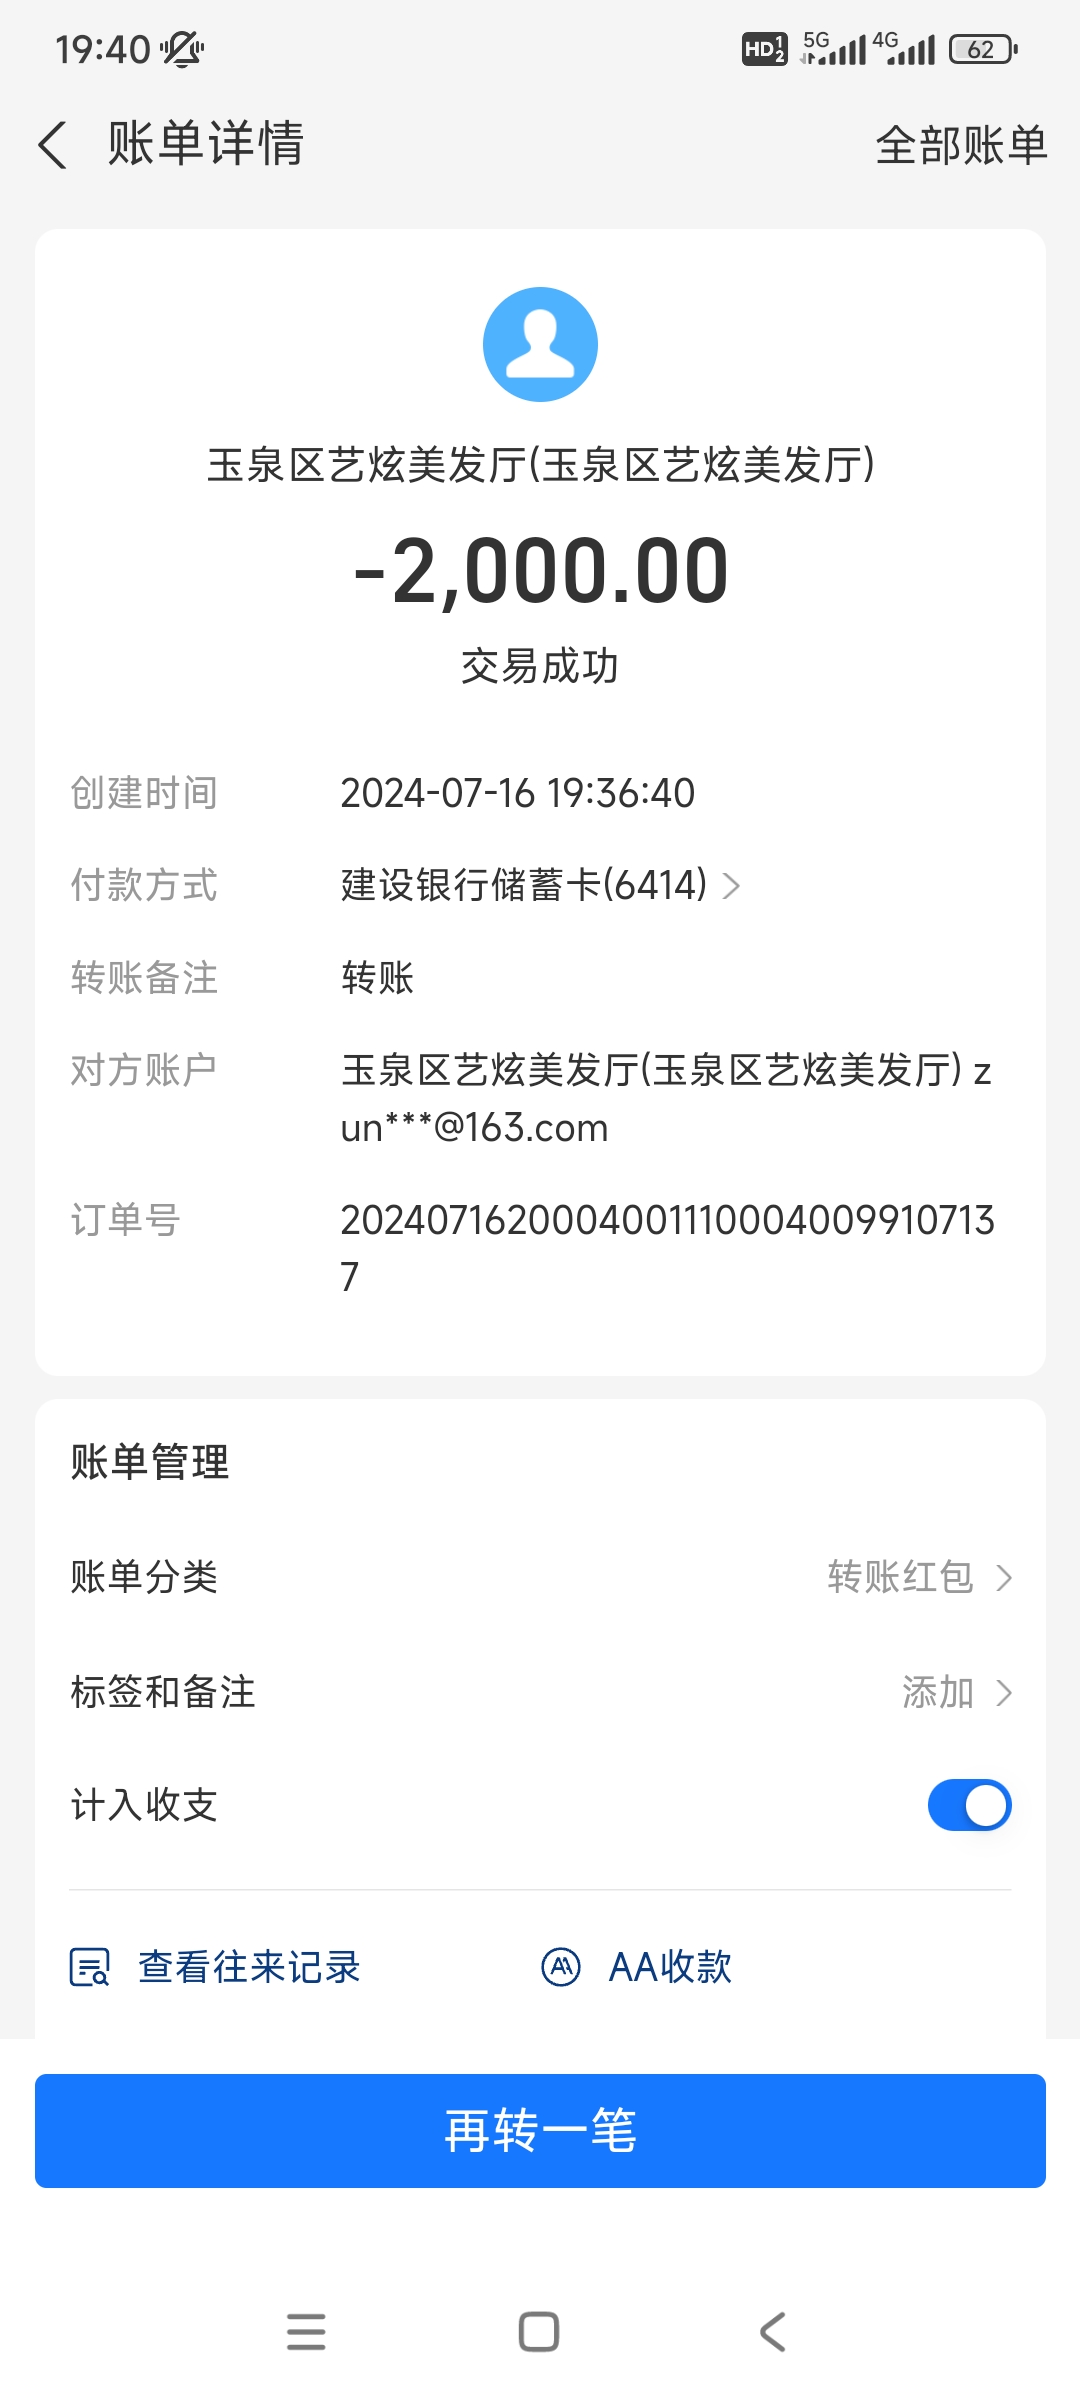 19:40
HD 1 2 5G 4G 62
账单详情
全部账单
玉泉区艺炫美发厅(玉泉区艺炫美发厅)
-2,000.00
交易成功
创建时间 2024-07-16 19:36:40
付款方式 建设银行储蓄卡(6414)
转账备注 转账
对方账户 玉泉区艺炫美发厅(玉泉区艺炫美发厅) z
un***@163.com
订单号 2024071620004001110004009910713
7
账单管理
账单分类 转账红包
标签和备注 添加
计入收支
查看往来记录
AA收款
再转一笔